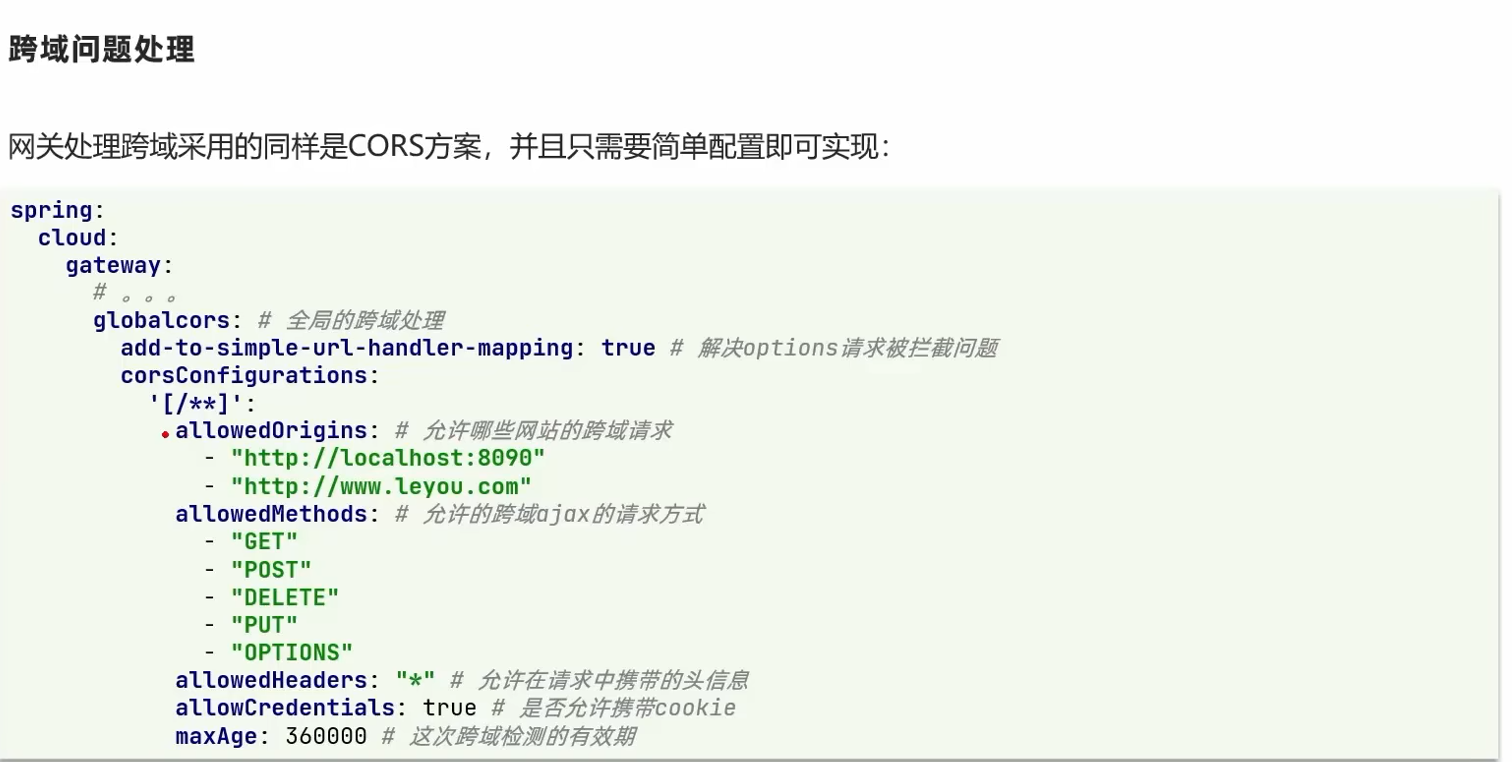 跨域问题处理
网关处理跨域采用的同样是CORS方案，并且只需要简单配置即可实现：
spring:
  cloud:
    gateway:
      # 。。。
      globalcors: # 全局的跨域处理
        add-to-simple-url-handler-mapping: true # 解决options请求被拦截问题
        corsConfigurations:
          '[/**]':
            allowedOrigins: # 允许哪些网站的跨域请求
              - "http://localhost:8090"
              - "http://www.leyou.com"
            allowedMethods: # 允许的跨域ajax的请求方式
              - "GET"
              - "POST"
              - "DELETE"
              - "PUT"
              - "OPTIONS"
            allowedHeaders: "*" # 允许在请求中携带的头信息
            allowCredentials: true # 是否允许携带cookie
            maxAge: 360000 # 这次跨域检测的有效期